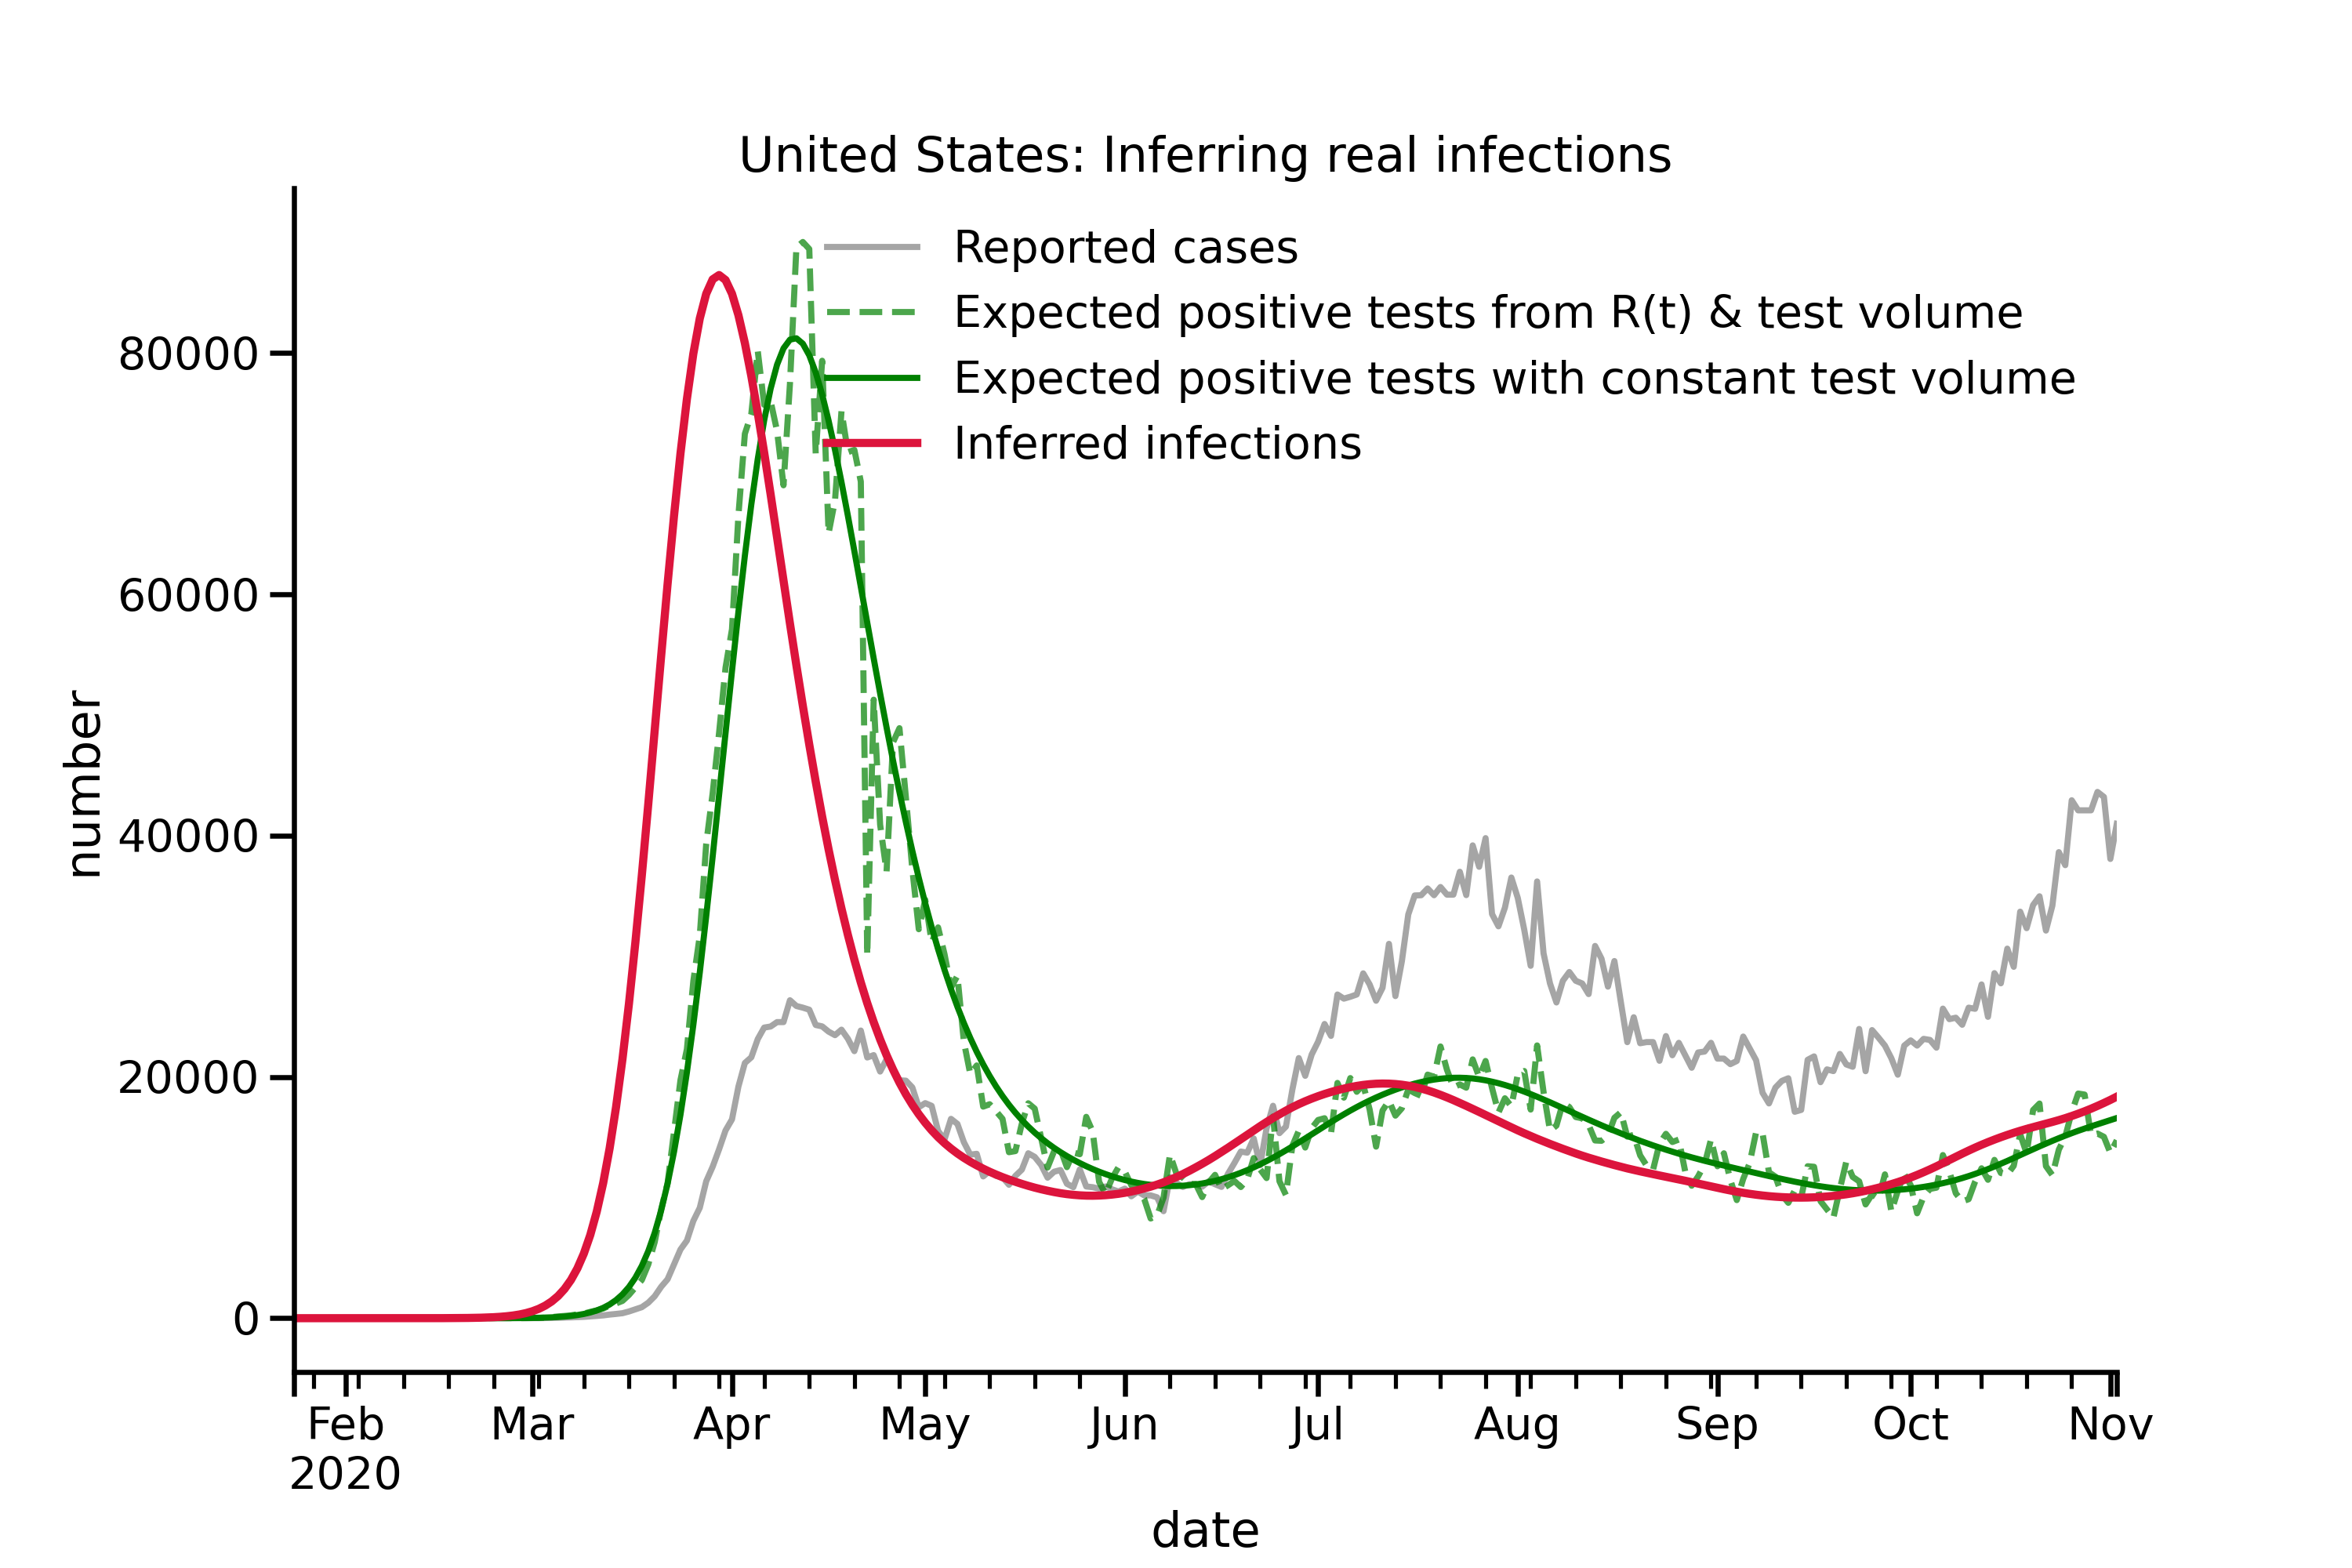 United States: Inferring real infections
Reported cases
Expected positive tests from R(t) & test volume
Expected positive tests with constant test volume
Inferred infections
number
80000
60000
40000
20000
0
Feb Mar Apr May Jun Jul Aug Sep Oct Nov
2020
date